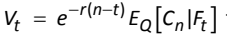 V_t = e^{-r(n-t)} E_Q[C_n|F_t]